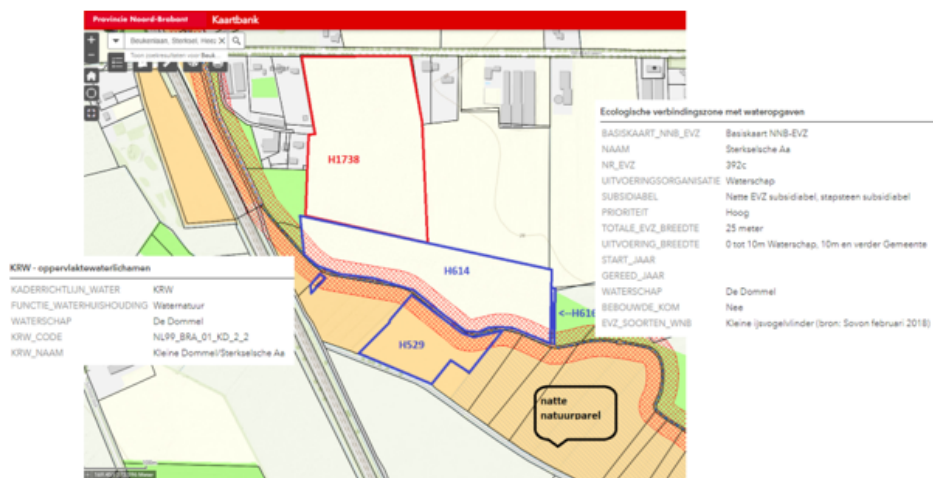 Provincie Noord-Brabant Kaartbank
Beukenlaan, Sterksel, Heez
H1738
H614
<--H616
H529
natte
natuurparel
Ecologische verbindingszone met wateropgaven
BASISKAART_NNB_EVZ Basiskaart NNB-EVZ
NAAM Sterkselsche Aa
NR_EVZ 392c
UITVOERINGSORGANISATIE Waterschap
SUBSIDIABEL Natte EVZ subsidiabel, stapsteen subsidiabel
PRIORITEIT Hoog
TOTALE_EVZ_BREEDTE 25 meter
UITVOERING_BREEDTE 0 tot 10m Waterschap, 10m en verder Gemeente
START_JAAR
GEREED_JAAR
WATERSCHAP De Dommel
BEBOUWDE_KOM Nee
EVZ_SOORTEN_WNB Kleine ijsvogelvlinder (bron: Sovon februari 2018)
KRW - oppervlaktewaterlichamen
KADERRICHTLIJN_WATER KRW
FUNCTIE_WATERHUISHOUDING Waternatuur
WATERSCHAP De Dommel
KRW_CODE NL99_BRA_01_KD_2_2
KRW_NAAM Kleine Dommel/Sterkselsche Aa